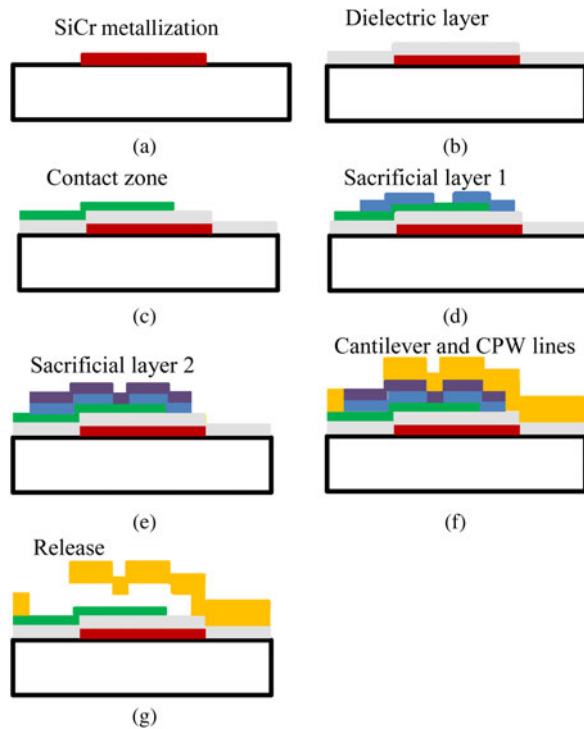 SiCr metallization
(a)
Dielectric layer
(b)
Contact zone
(c)
Sacrificial layer 1
(d)
Sacrificial layer 2
(e)
Cantilever and CPW lines
(f)
Release
(g)